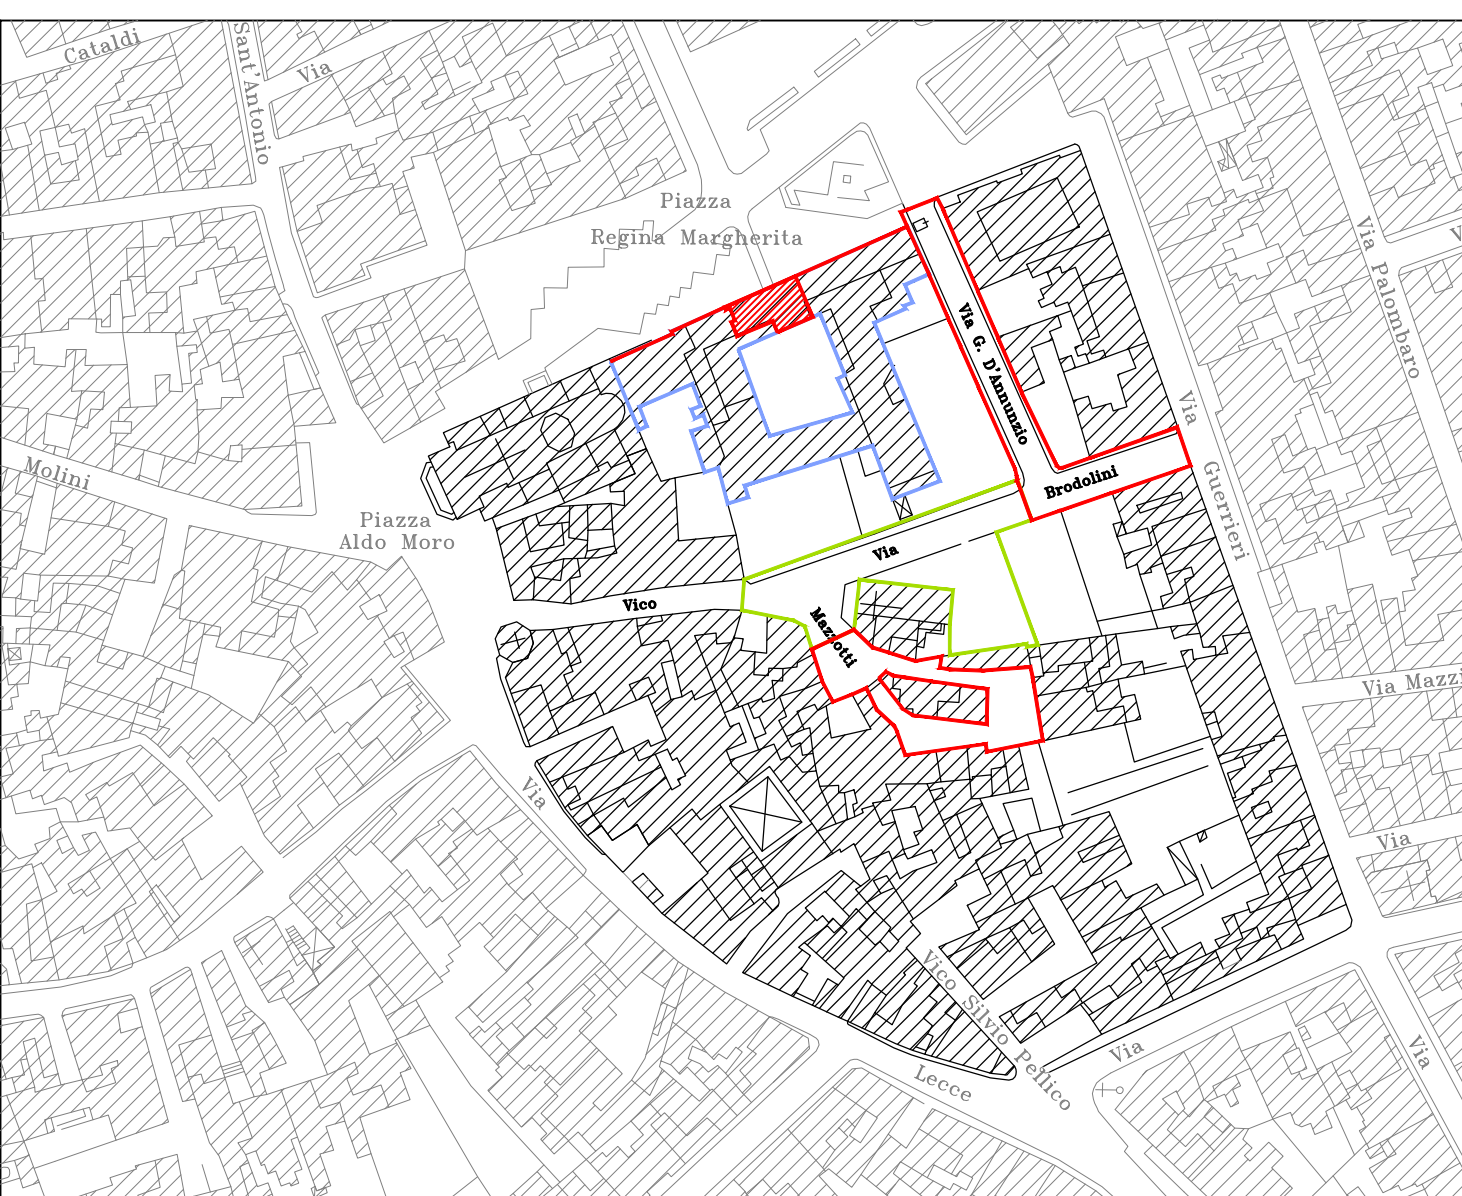 Cataldi
Sant'Antonio
Via
Piazza
Regina Margherita
Via Palombaro
V
Via G. D'Annunzio
Via
Guerrieri
Molini
Brodolini
Piazza
Aldo Moro
Via
Vico
Mazzotti
Via Mazzi
Via
Via
Vico Silvio Pellico
Via
Via
Lecce